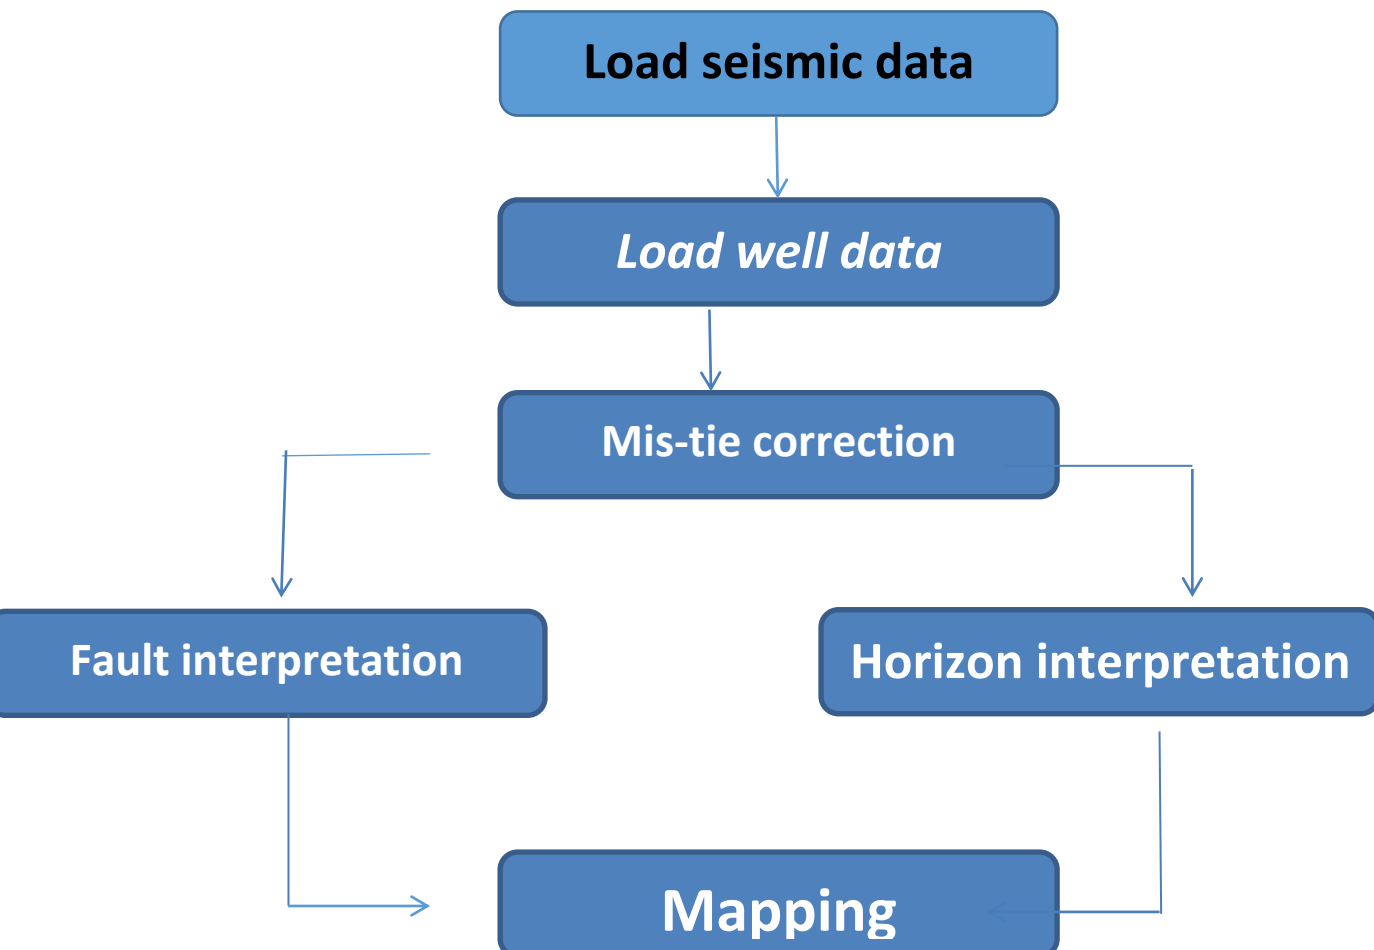 Load seismic data
Load well data
Mis-tie correction
Fault interpretation
Horizon interpretation
Mapping